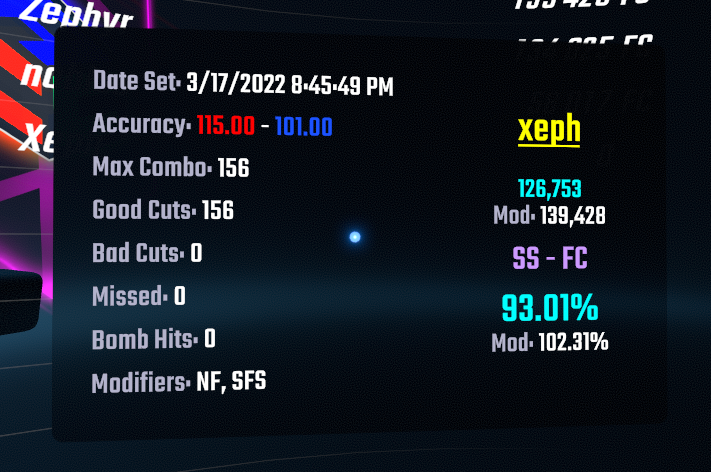 Zephyr
Date Set: 3/17/2022 8:45:49 PM
Accuracy: 115.00 - 101.00
Max Combo: 156
Good Cuts: 156
Bad Cuts: 0
Missed: 0
Bomb Hits: 0
Modifiers: NF, SFS
xeph
126,753
Mod: 139,428
SS - FC
93.01%
Mod: 102.31%